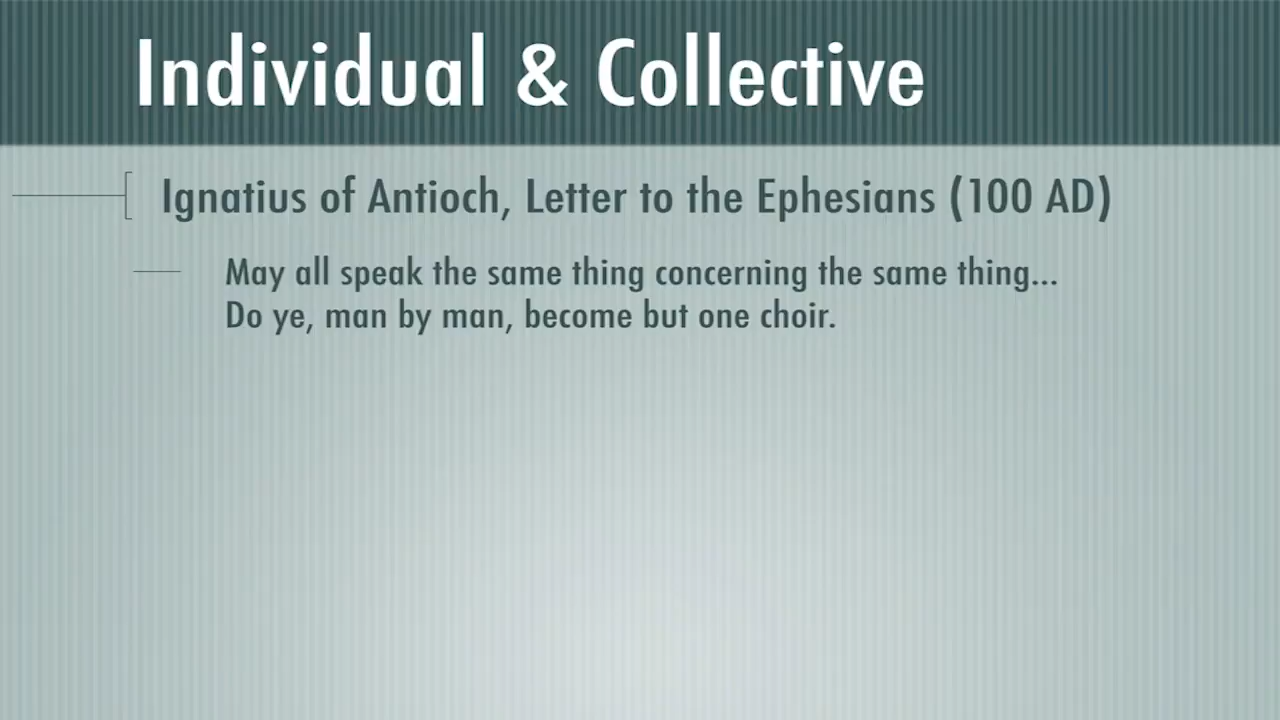 Individual & Collective
Ignatius of Antioch, Letter to the Ephesians (100 AD)
May all speak the same thing concerning the same thing...
Do ye, man by man, become but one choir.